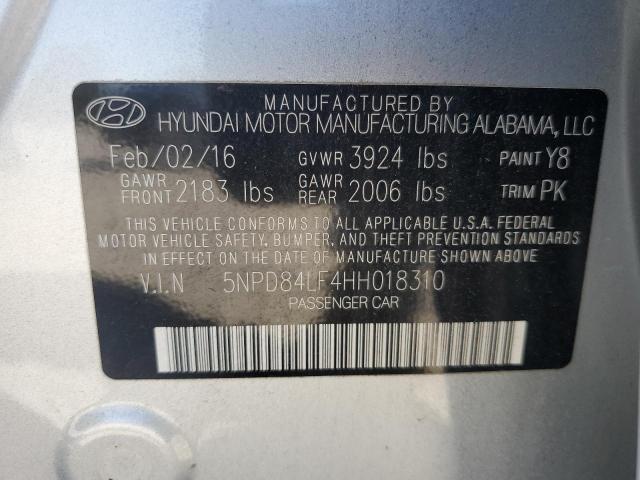 MANUFACTURED BY
HYUNDAI MOTOR MANUFACTURING ALABAMA, LLC
Feb/02/16 GVWR 3924 lbs PAINT Y8
GAWR FRONT 2183 lbs GAWR REAR 2006 lbs TRIM PK
THIS VEHICLE CONFORMS TO ALL APPLICABLE U.S.A. FEDERAL
MOTOR VEHICLE SAFETY, BUMPER, AND THEFT PREVENTION STANDARDS
IN EFFECT ON THE DATE OF MANUFACTURE SHOWN ABOVE.
V.I.N 5NPD84LF4HH018310
PASSENGER CAR